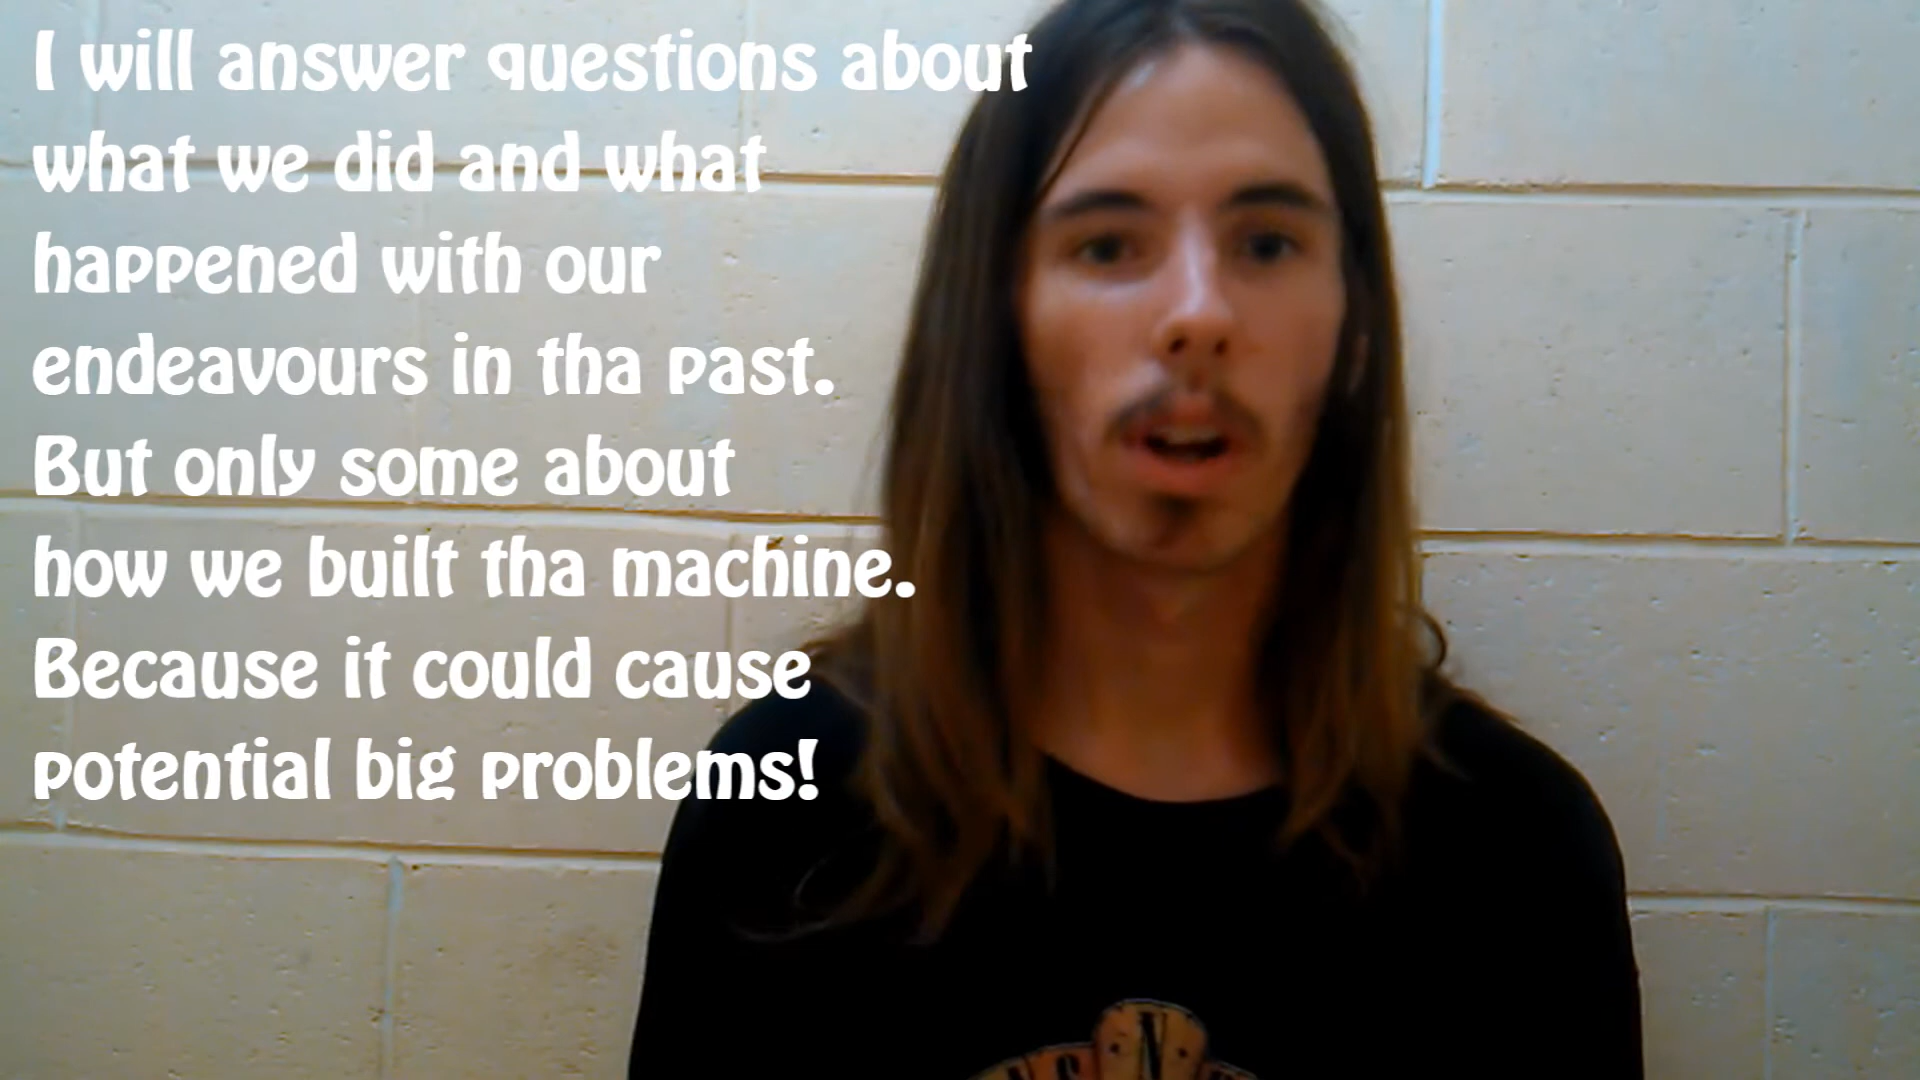 I will answer questions about
what we did and what
happened with our
endeavours in tha past.
But only some about
how we built tha machine.
Because it could cause
potential big problems!